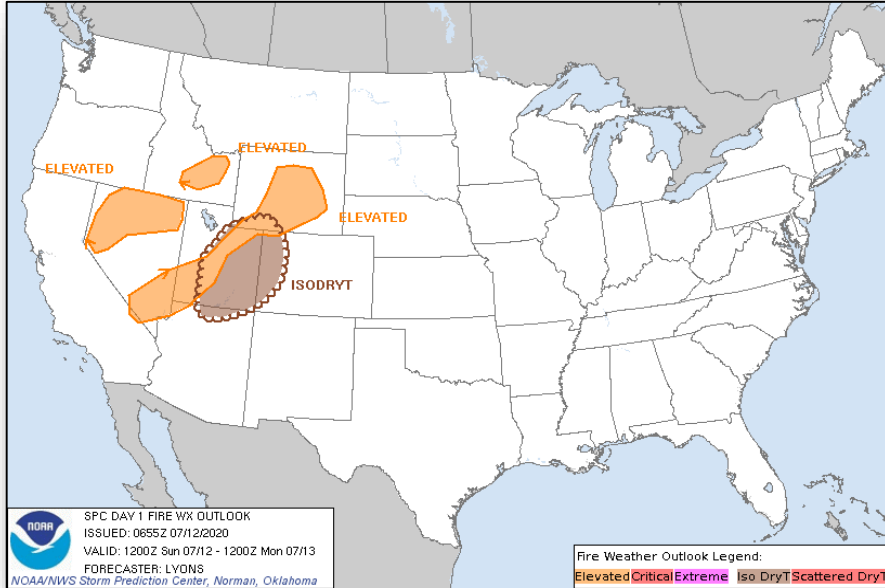 ELEVATED
ELEVATED
ELEVATED
ISODRYT
NOAA
SPC DAY 1 FIRE WX OUTLOOK
ISSUED: 0655Z 07/12/2020
VALID: 1200Z Sun 07/12 - 1200Z Mon 07/13
FORECASTER: LYONS
NOAA/NWS Storm Prediction Center, Norman, Oklahoma
Fire Weather Outlook Legend:
Elevated Critical Extreme Iso DryT Scattered DryT